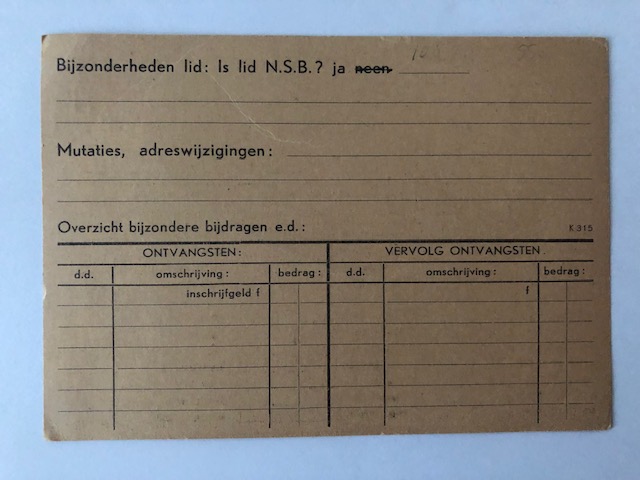 Bijzonderheden lid: Is lid N.S.B.? ja neen
Mutaties, adreswijzigingen:
Overzicht bijzondere bijdragen e.d.:
K 315
ONTVANGSTEN: VERVOLG ONTVANGSTEN.
d.d. omschrijving: bedrag: d.d. omschrijving: bedrag:
inschrijfgeld f f